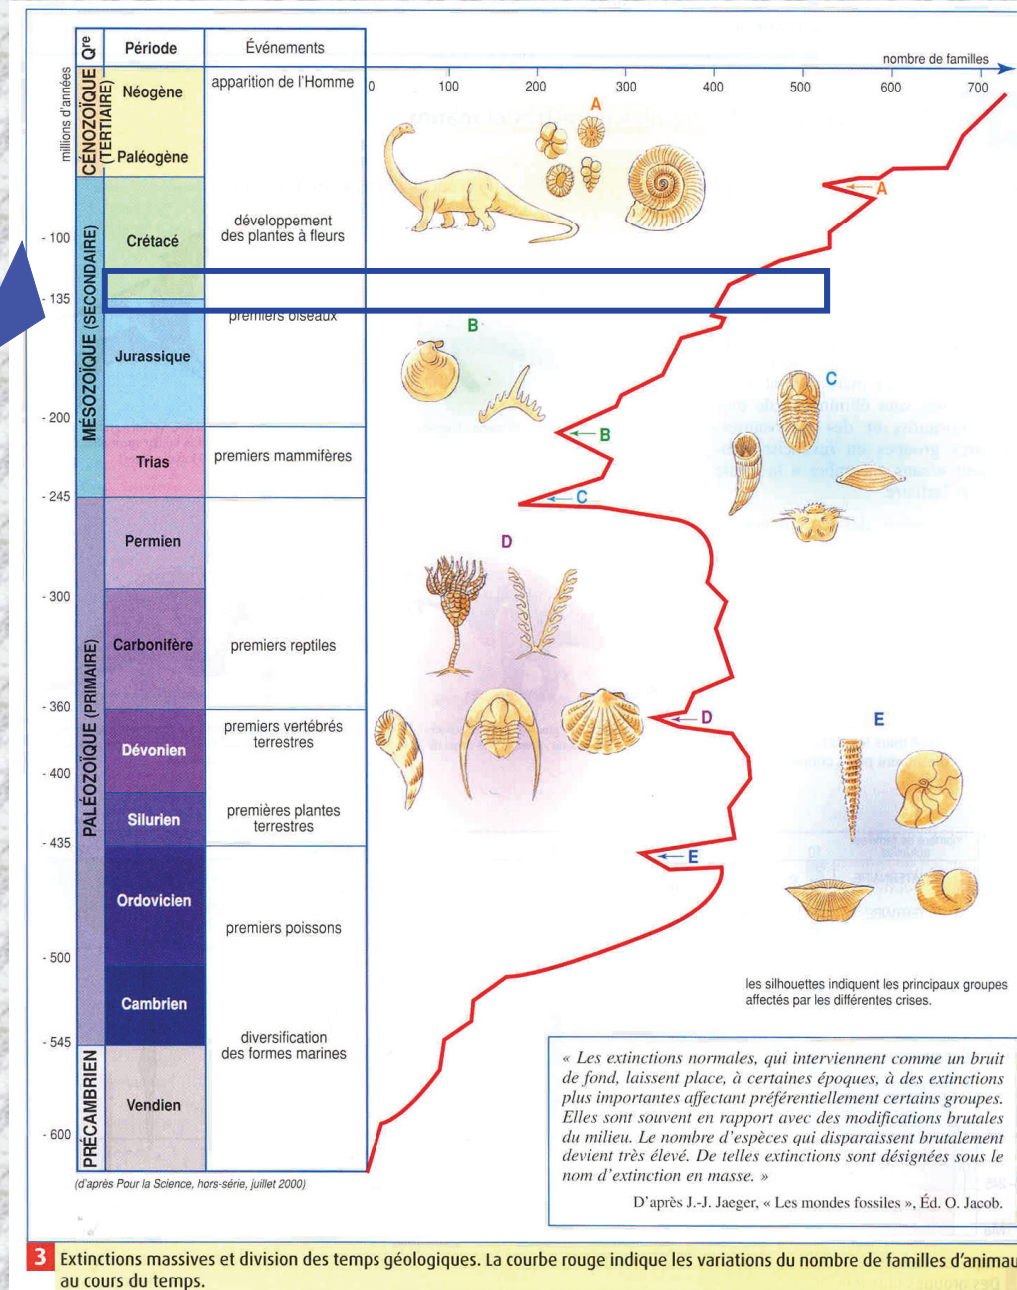 Qre
Période
Événements
nombre de familles
millions d'années
0 100 200 300 400 500 600 700
CÉNOZOÏQUE
(TERTIAIRE)
Néogène
apparition de l'Homme
Paléogène
A
A
MÉSOZOÏQUE (SECONDAIRE)
- 100
Crétacé
développement
des plantes à fleurs
- 135
premiers oiseaux
B
Jurassique
C
- 200
B
Trias
premiers mammifères
- 245
C
PALÉOZOÏQUE (PRIMAIRE)
Permien
D
- 300
Carbonifère
premiers reptiles
- 360
D
E
Dévonien
premiers vertébrés
terrestres
- 400
Silurien
premières plantes
terrestres
- 435
E
Ordovicien
premiers poissons
- 500
Cambrien
les silhouettes indiquent les principaux groupes
affectés par les différentes crises.
- 545
diversification
des formes marines
PRÉCAMBRIEN
Vendien
- 600
(d'après Pour la Science, hors-série, juillet 2000)
« Les extinctions normales, qui interviennent comme un bruit
de fond, laissent place, à certaines époques, à des extinctions
plus importantes affectant préférentiellement certains groupes.
Elles sont souvent en rapport avec des modifications brutales
du milieu. Le nombre d'espèces qui disparaissent brutalement
devient très élevé. De telles extinctions sont désignées sous le
nom d'extinction en masse. »
D'après J.-J. Jaeger, « Les mondes fossiles », Éd. O. Jacob.
3 Extinctions massives et division des temps géologiques. La courbe rouge indique les variations du nombre de familles d'animau
au cours du temps.